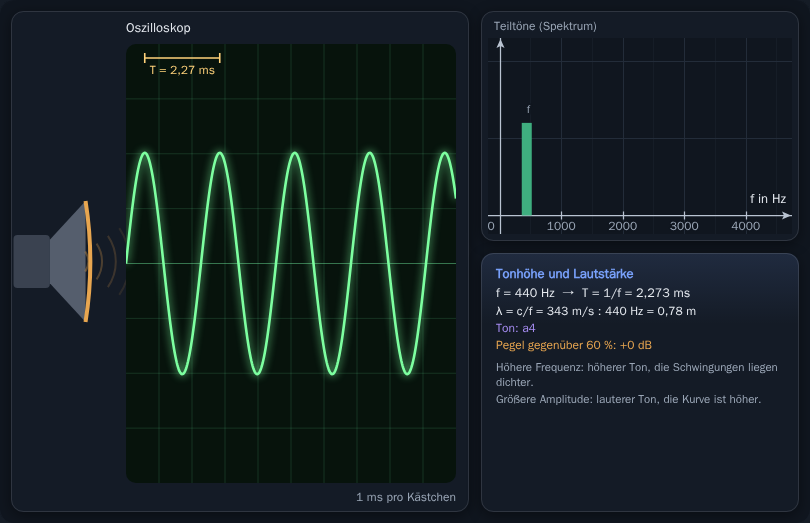 Oszilloskop
T = 2,27 ms
1 ms pro Kästchen
Teiltöne (Spektrum)
f
f in Hz
0 1000 2000 3000 4000
Tonhöhe und Lautstärke
f = 440 Hz → T = 1/f = 2,273 ms
λ = c/f = 343 m/s : 440 Hz = 0,78 m
Ton: a4
Pegel gegenüber 60 %: +0 dB
Höhere Frequenz: höherer Ton, die Schwingungen liegen
dichter.
Größere Amplitude: lauterer Ton, die Kurve ist höher.